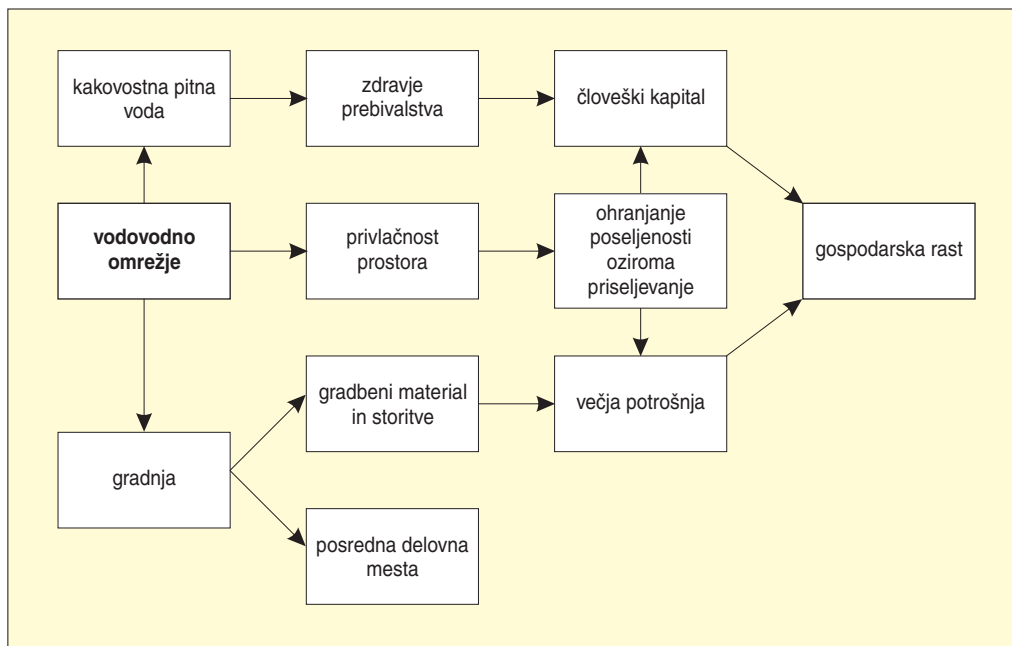 kakovostna pitna
voda
zdravje
prebivalstva
človeški kapital
vodovodno
omrežje
privlačnost
prostora
ohranjanje
poseljenosti
oziroma
priseljevanje
gospodarska rast
gradbeni material
in storitve
večja potrošnja
gradnja
posredna delovna
mesta